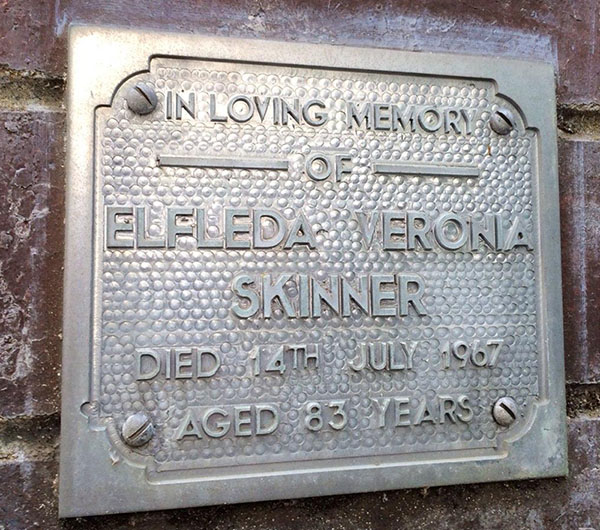 IN LOVING MEMORY
OF
ELFLEDA VERONA
SKINNER
DIED 14TH JULY 1967
AGED 83 YEARS